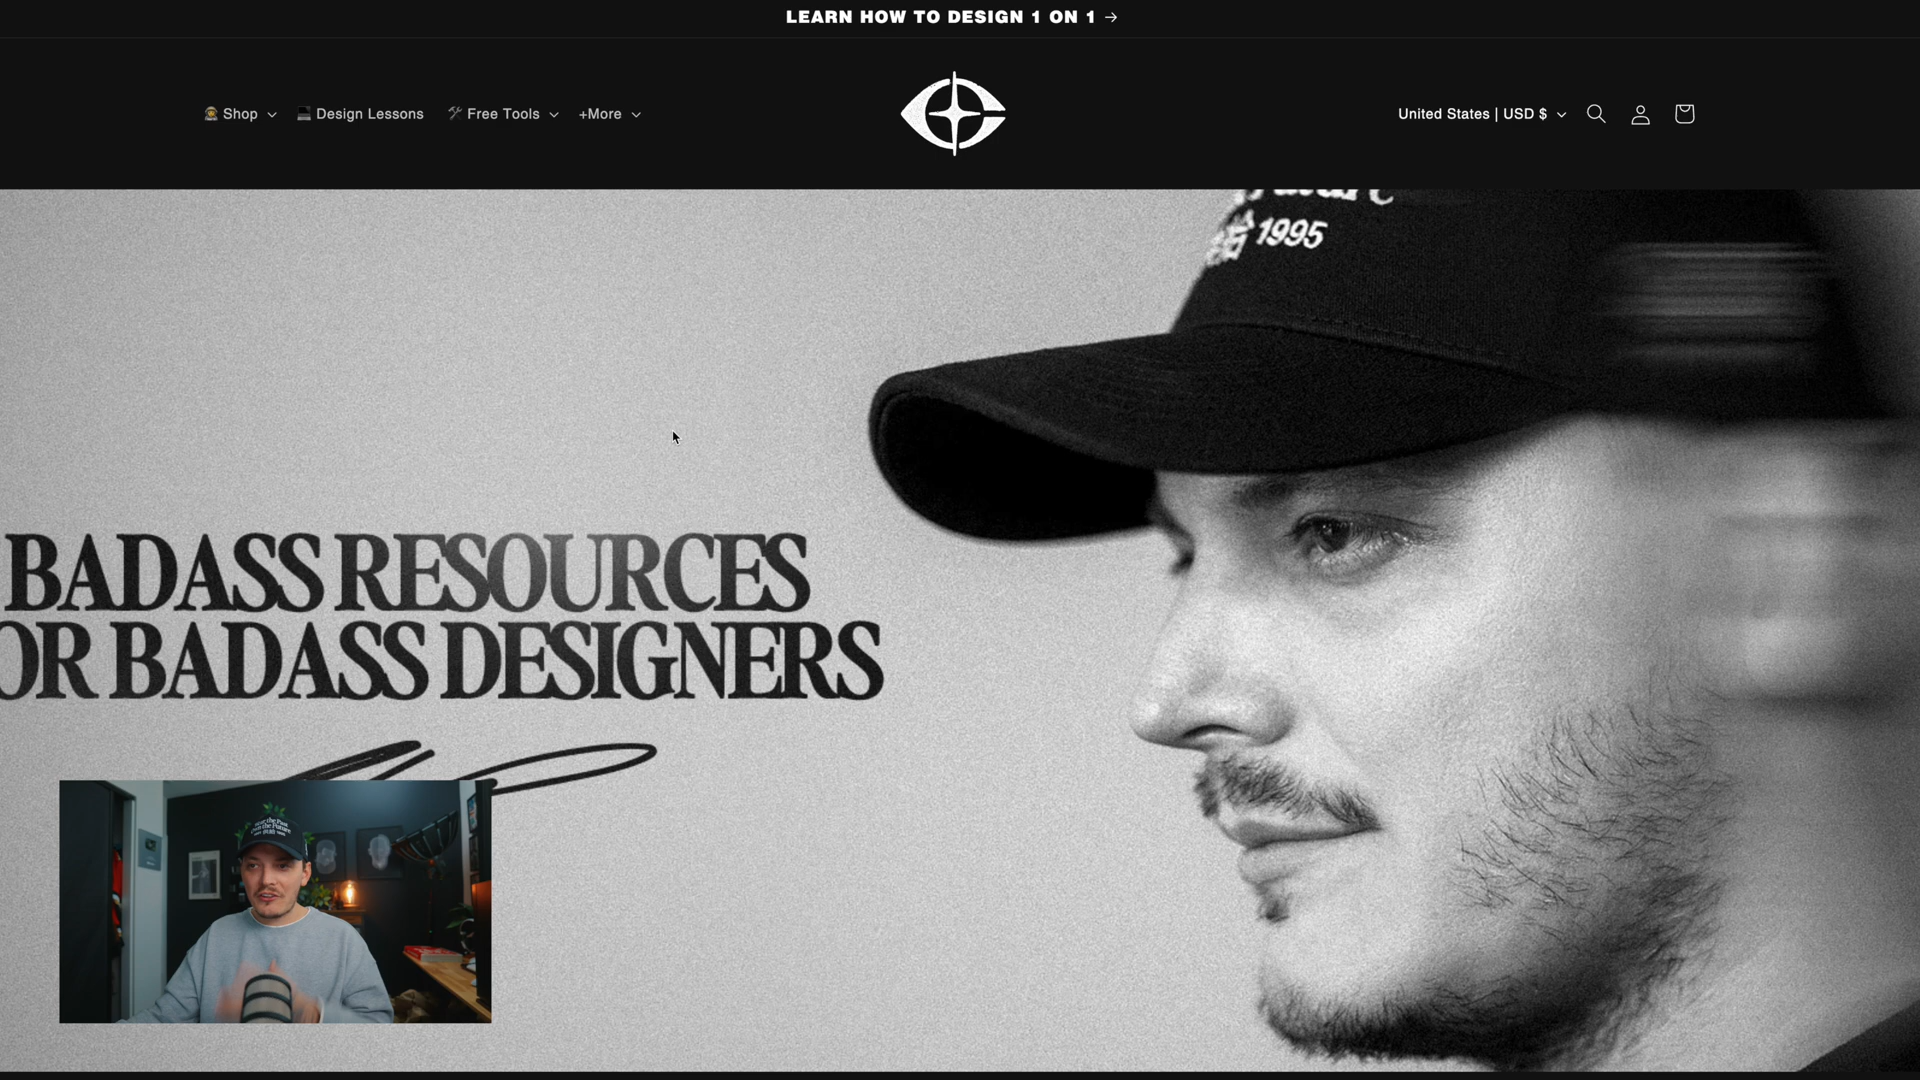 LEARN HOW TO DESIGN 1 ON 1 →
Shop
Design Lessons
Free Tools
+More
United States | USD $
1995
BADASS RESOURCES
OR BADASS DESIGNERS